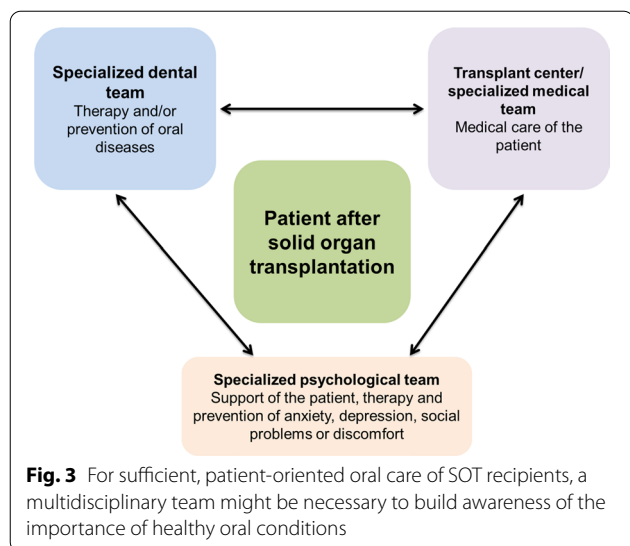 Specialized dental
team
Therapy and/or
prevention of oral
diseases
Transplant center/
specialized medical
team
Medical care of the
patient
Patient after
solid organ
transplantation
Specialized psychological team
Support of the patient, therapy and
prevention of anxiety, depression, social
problems or discomfort
Fig. 3 For sufficient, patient-oriented oral care of SOT recipients, a
multidisciplinary team might be necessary to build awareness of the
importance of healthy oral conditions